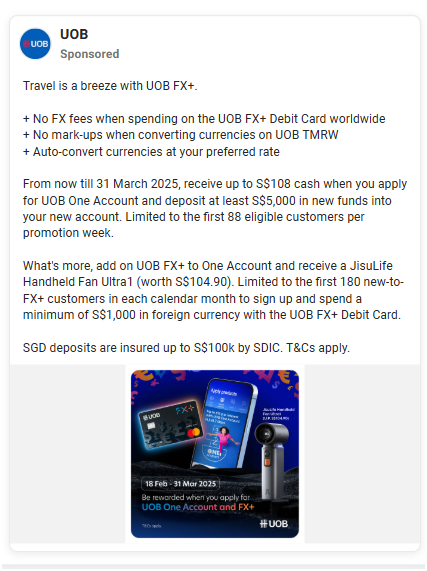 UOB
UOB
Sponsored
Travel is a breeze with UOB FX+.
+ No FX fees when spending on the UOB FX+ Debit Card worldwide
+ No mark-ups when converting currencies on UOB TMRW
+ Auto-convert currencies at your preferred rate
From now till 31 March 2025, receive up to S$108 cash when you apply
for UOB One Account and deposit at least S$5,000 in new funds into
your new account. Limited to the first 88 eligible customers per
promotion week.
What's more, add on UOB FX+ to One Account and receive a JisuLife
Handheld Fan Ultra1 (worth S$104.90). Limited to the first 180 new-to-
FX+ customers in each calendar month to sign up and spend a
minimum of S$1,000 in foreign currency with the UOB FX+ Debit Card.
SGD deposits are insured up to S$100k by SDIC. T&Cs apply.
UOB
FX+
JisuLife Handheld
Fan Ultra1
18 Feb - 31 Mar 2025
Be rewarded when you apply for
UOB One Account and FX+
T&Cs apply
UOB